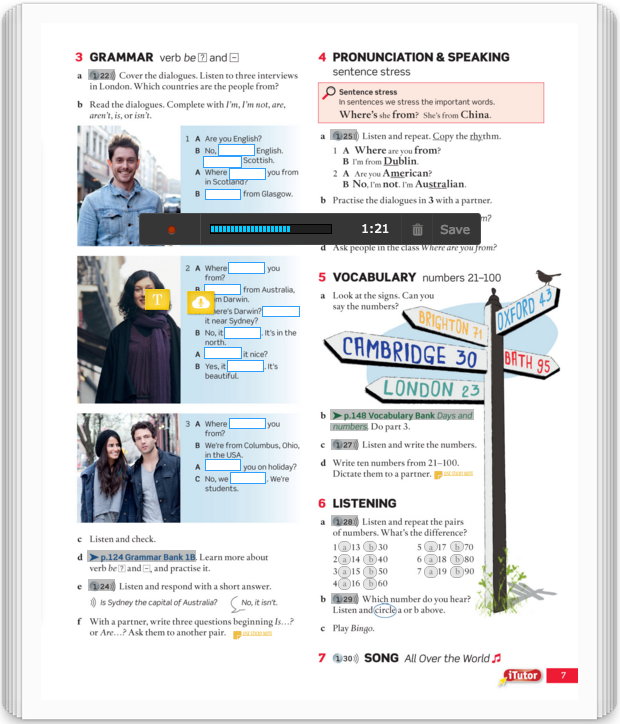 3 GRAMMAR verb be ? and −
a 1 22 Cover the dialogues. Listen to three interviews
in London. Which countries are the people from?
b Read the dialogues. Complete with I'm, I'm not, are,
aren't, is, or isn't.
1 A Are you English?
B No, English.
Scottish.
A Where you from
in Scotland?
B from Glasgow.
2 A Where you
from?
B from Australia,
m Darwin.
ere's Darwin?
it near Sydney?
B No, it . It's in the
north.
A it nice?
B Yes, it . It's
beautiful.
T
3 A Where you
from?
B We're from Columbus, Ohio,
in the USA.
A you on holiday?
C No, we . We're
students.
c Listen and check.
d p.124 Grammar Bank 1B. Learn more about
verb be ? and −, and practise it.
e 1 24 Listen and respond with a short answer.
Is Sydney the capital of Australia? No, it isn't.
f With a partner, write three questions beginning Is...?
or Are...? Ask them to another pair.
4 PRONUNCIATION & SPEAKING
sentence stress
Sentence stress
In sentences we stress the important words.
Where's she from? She's from China.
a 1 25 Listen and repeat. Copy the rhythm.
1 A Where are you from?
B I'm from Dublin.
2 A Are you American?
B No, I'm not. I'm Australian.
b Practise the dialogues in 3 with a partner.
m?
1:21 Save
d Ask people in the class Where are you from?
5 VOCABULARY numbers 21–100
a Look at the signs. Can you
say the numbers?
BRIGHTON 71
OXFORD 43
CAMBRIDGE 30
BATH 95
LONDON 23
b p.148 Vocabulary Bank Days and
numbers. Do part 3.
c 1 27 Listen and write the numbers.
d Write ten numbers from 21–100.
Dictate them to a partner.
6 LISTENING
a 1 28 Listen and repeat the pairs
of numbers. What's the difference?
1 a 13 b 30 5 a 17 b 70
2 a 14 b 40 6 a 18 b 80
3 a 15 b 50 7 a 19 b 90
4 a 16 b 60
b 1 29 Which number do you hear?
Listen and circle a or b above.
c Play Bingo.
7 1 30 SONG All Over the World
iTutor 7